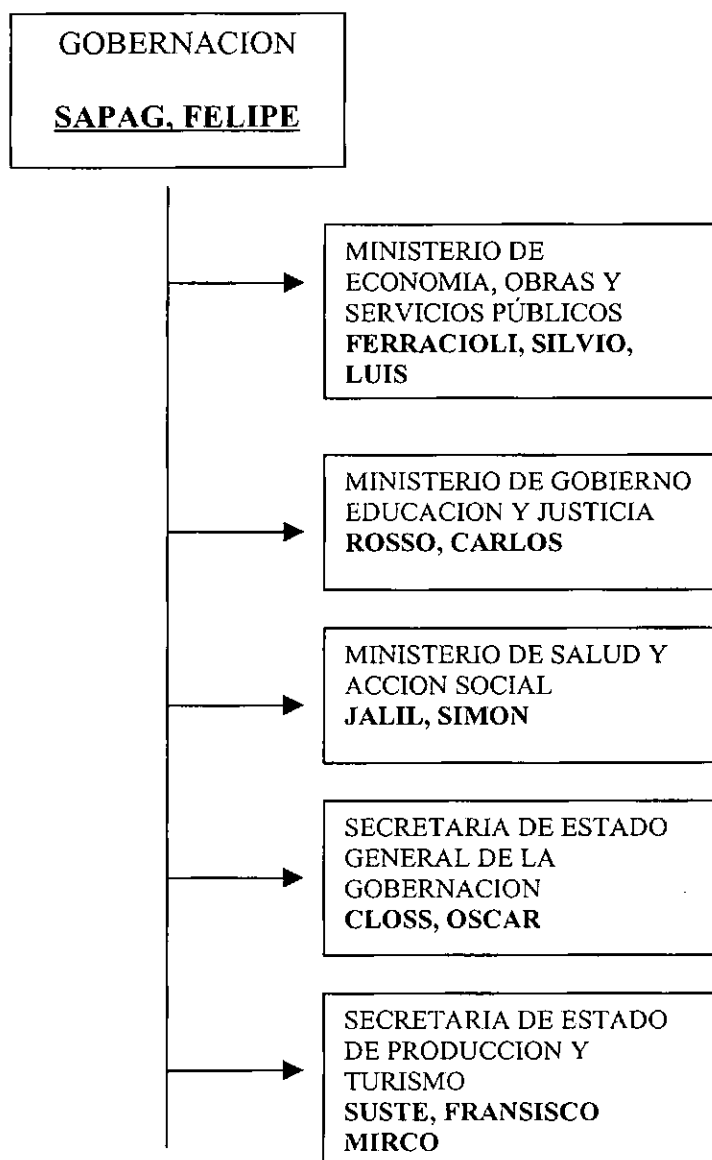 GOBERNACION
SAPAG, FELIPE
MINISTERIO DE
ECONOMIA, OBRAS Y
SERVICIOS PÚBLICOS
FERRACIOLI, SILVIO,
LUIS
MINISTERIO DE GOBIERNO
EDUCACION Y JUSTICIA
ROSSO, CARLOS
MINISTERIO DE SALUD Y
ACCION SOCIAL
JALIL, SIMON
SECRETARIA DE ESTADO
GENERAL DE LA
GOBERNACION
CLOSS, OSCAR
SECRETARIA DE ESTADO
DE PRODUCCION Y
TURISMO
SUSTE, FRANSISCO
MIRCO